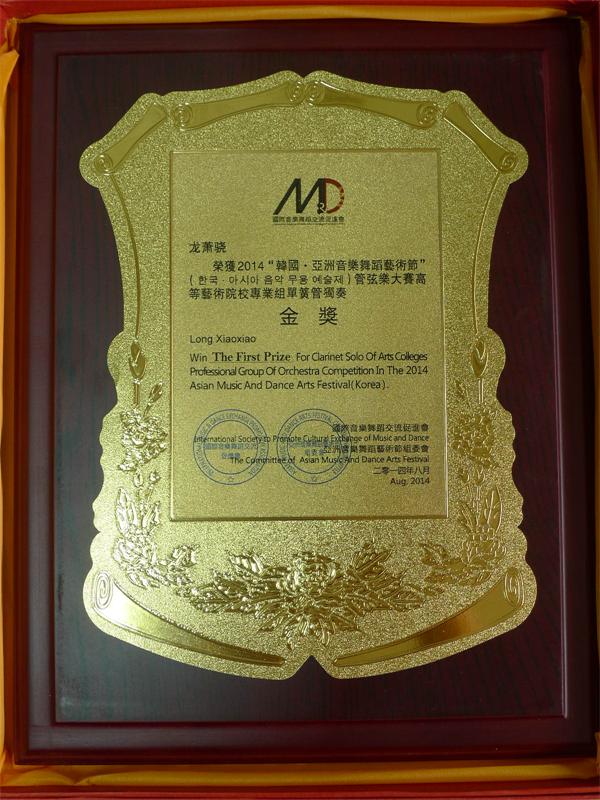 M&D
國際音樂舞蹈交流促進會
龙萧骁
榮獲2014“韓國·亞洲音樂舞蹈藝術節”
(한국·아시아 음악 무용 예술제)管弦樂大賽高
等藝術院校專業組單簧管獨奏
金獎
Long Xiaoxiao
Win The First Prize For Clarinet Solo Of Arts Colleges
Professional Group Of Orchestra Competition In The 2014
Asian Music And Dance Arts Festival(Korea).
國際音樂舞蹈交流促進會
International Society to Promote Cultural Exchange of Music and Dance
亞洲音樂舞蹈藝術節組委會
The Committee of Asian Music And Dance Arts Festival
二零一四年八月
Aug, 2014